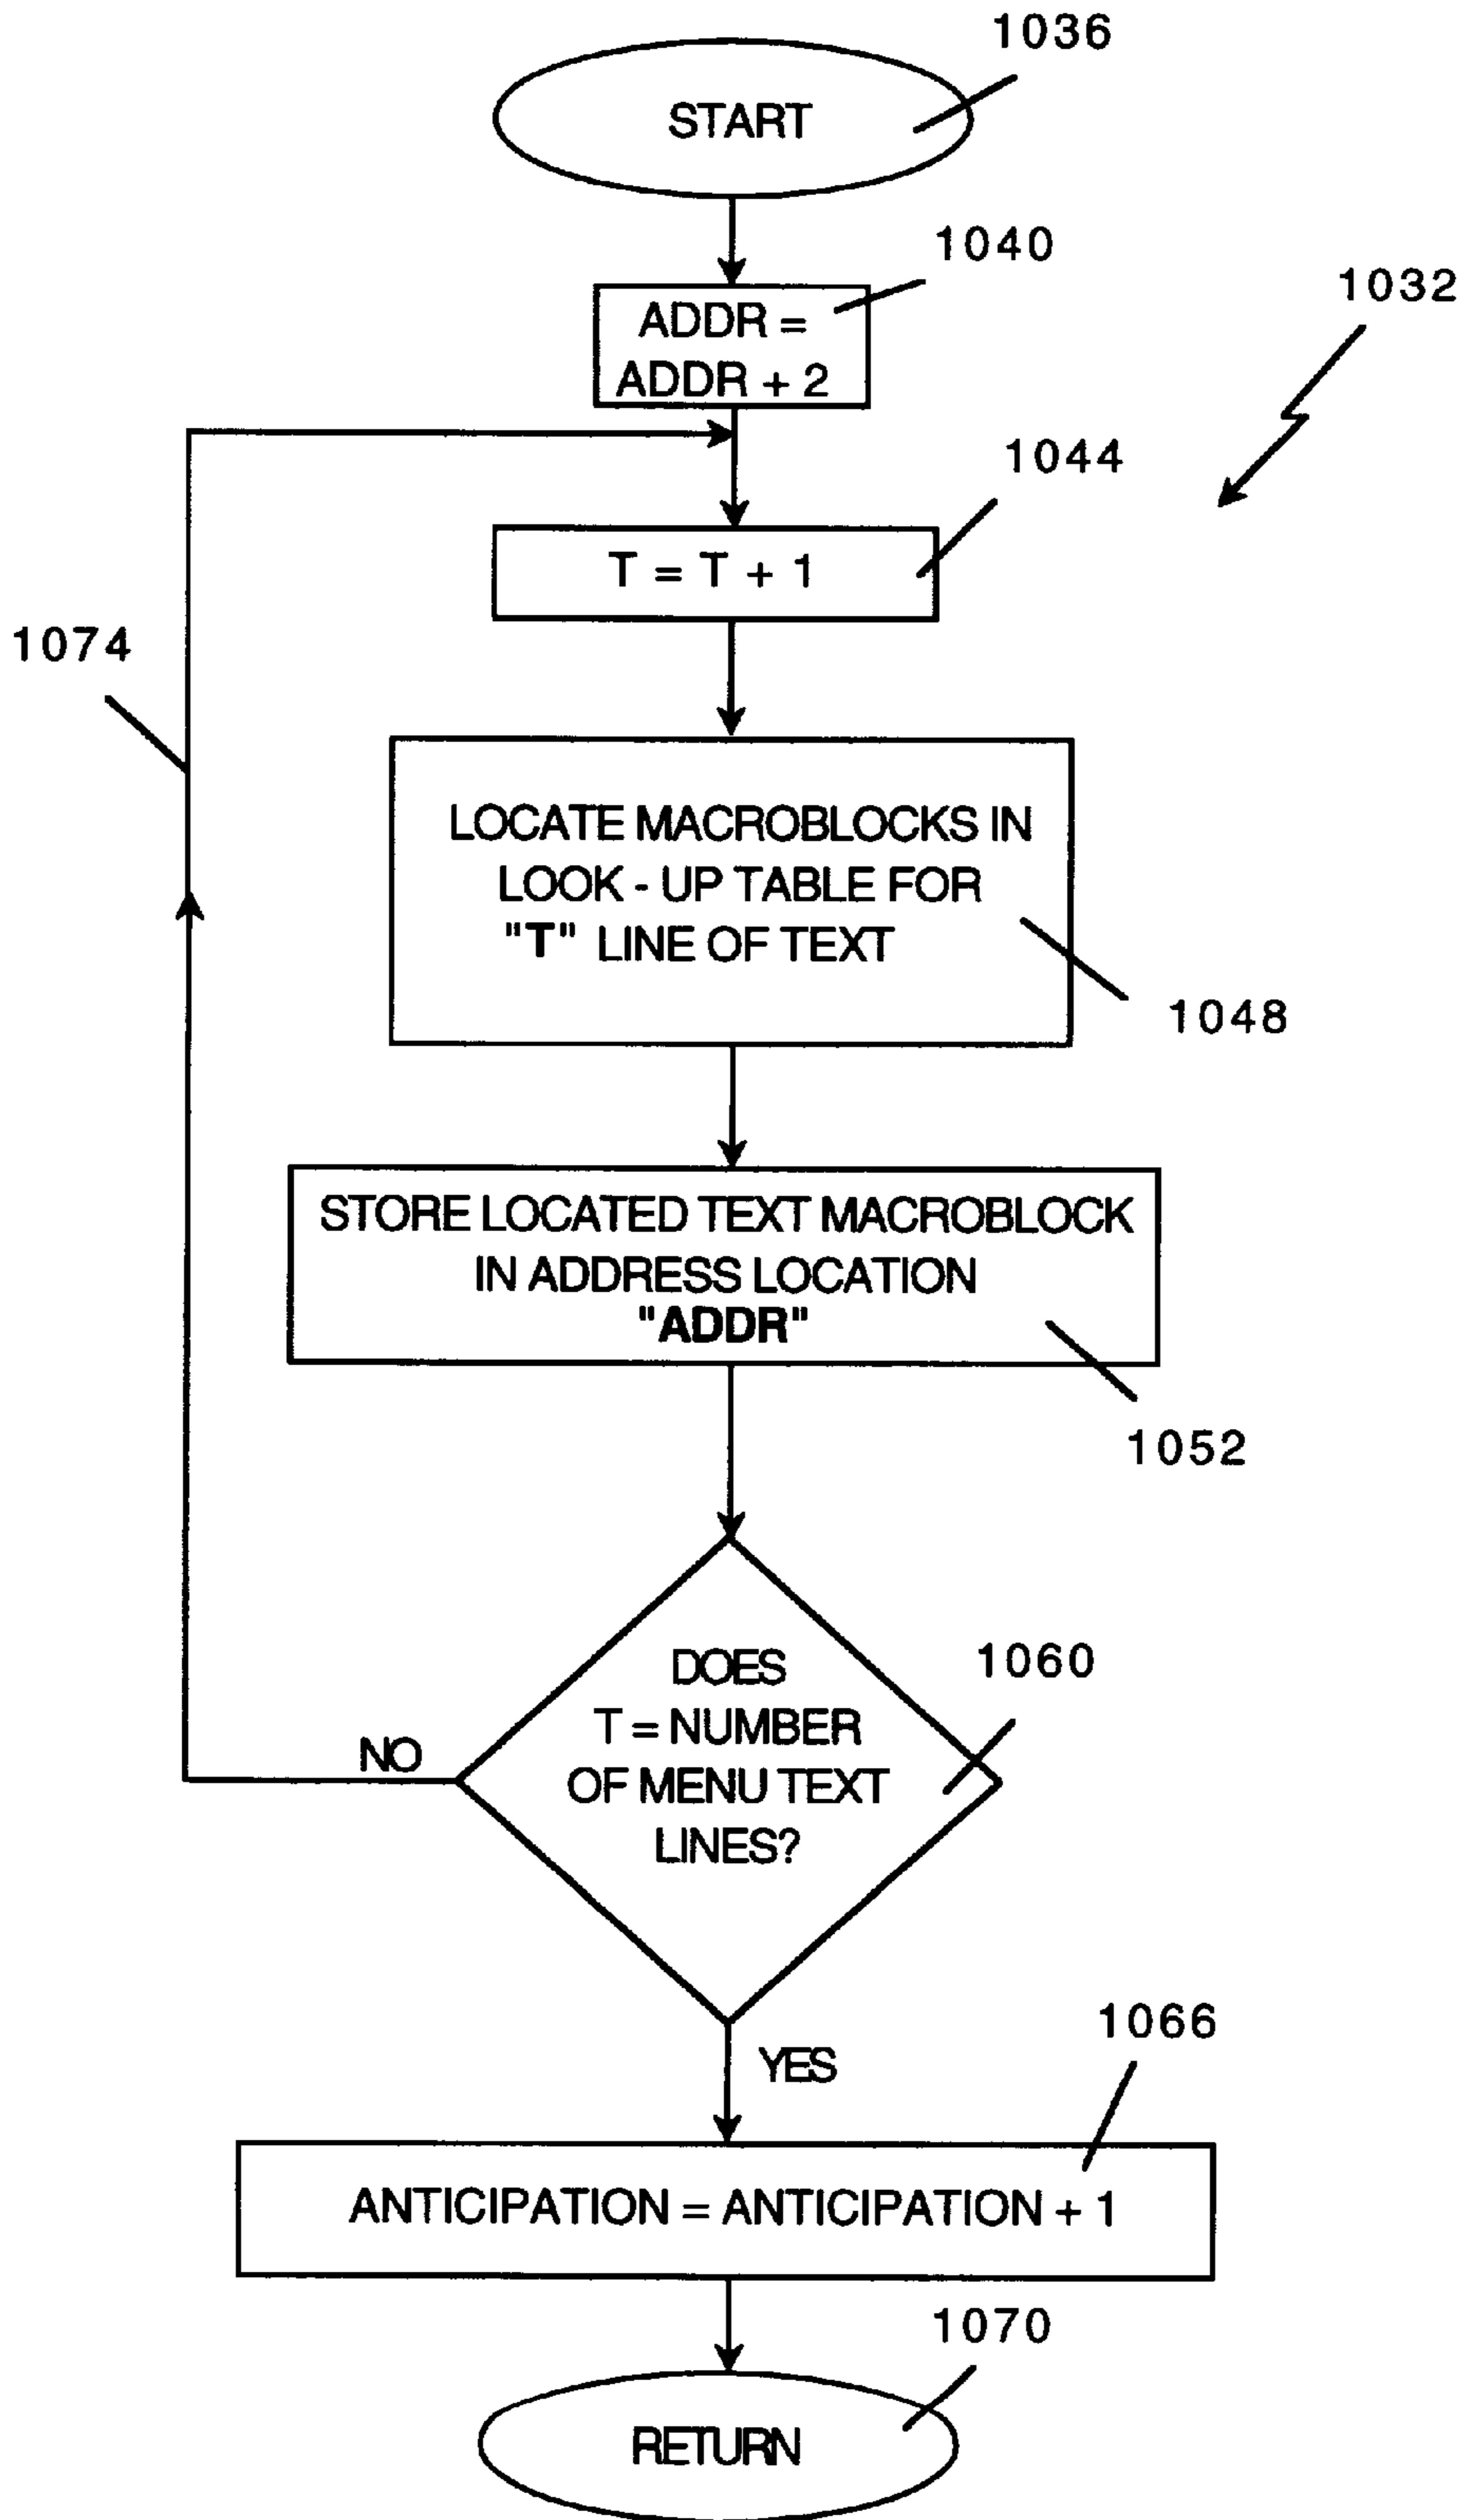 1036
START
1040
ADDR =
ADDR + 2
1032
1044
T = T + 1
1074
LOCATE MACROBLOCKS IN
LOOK - UP TABLE FOR
"T" LINE OF TEXT
1048
STORE LOCATED TEXT MACROBLOCK
IN ADDRESS LOCATION
"ADDR"
1052
DOES
T = NUMBER
OF MENU TEXT
LINES?
1060
NO
YES
1066
ANTICIPATION = ANTICIPATION + 1
1070
RETURN